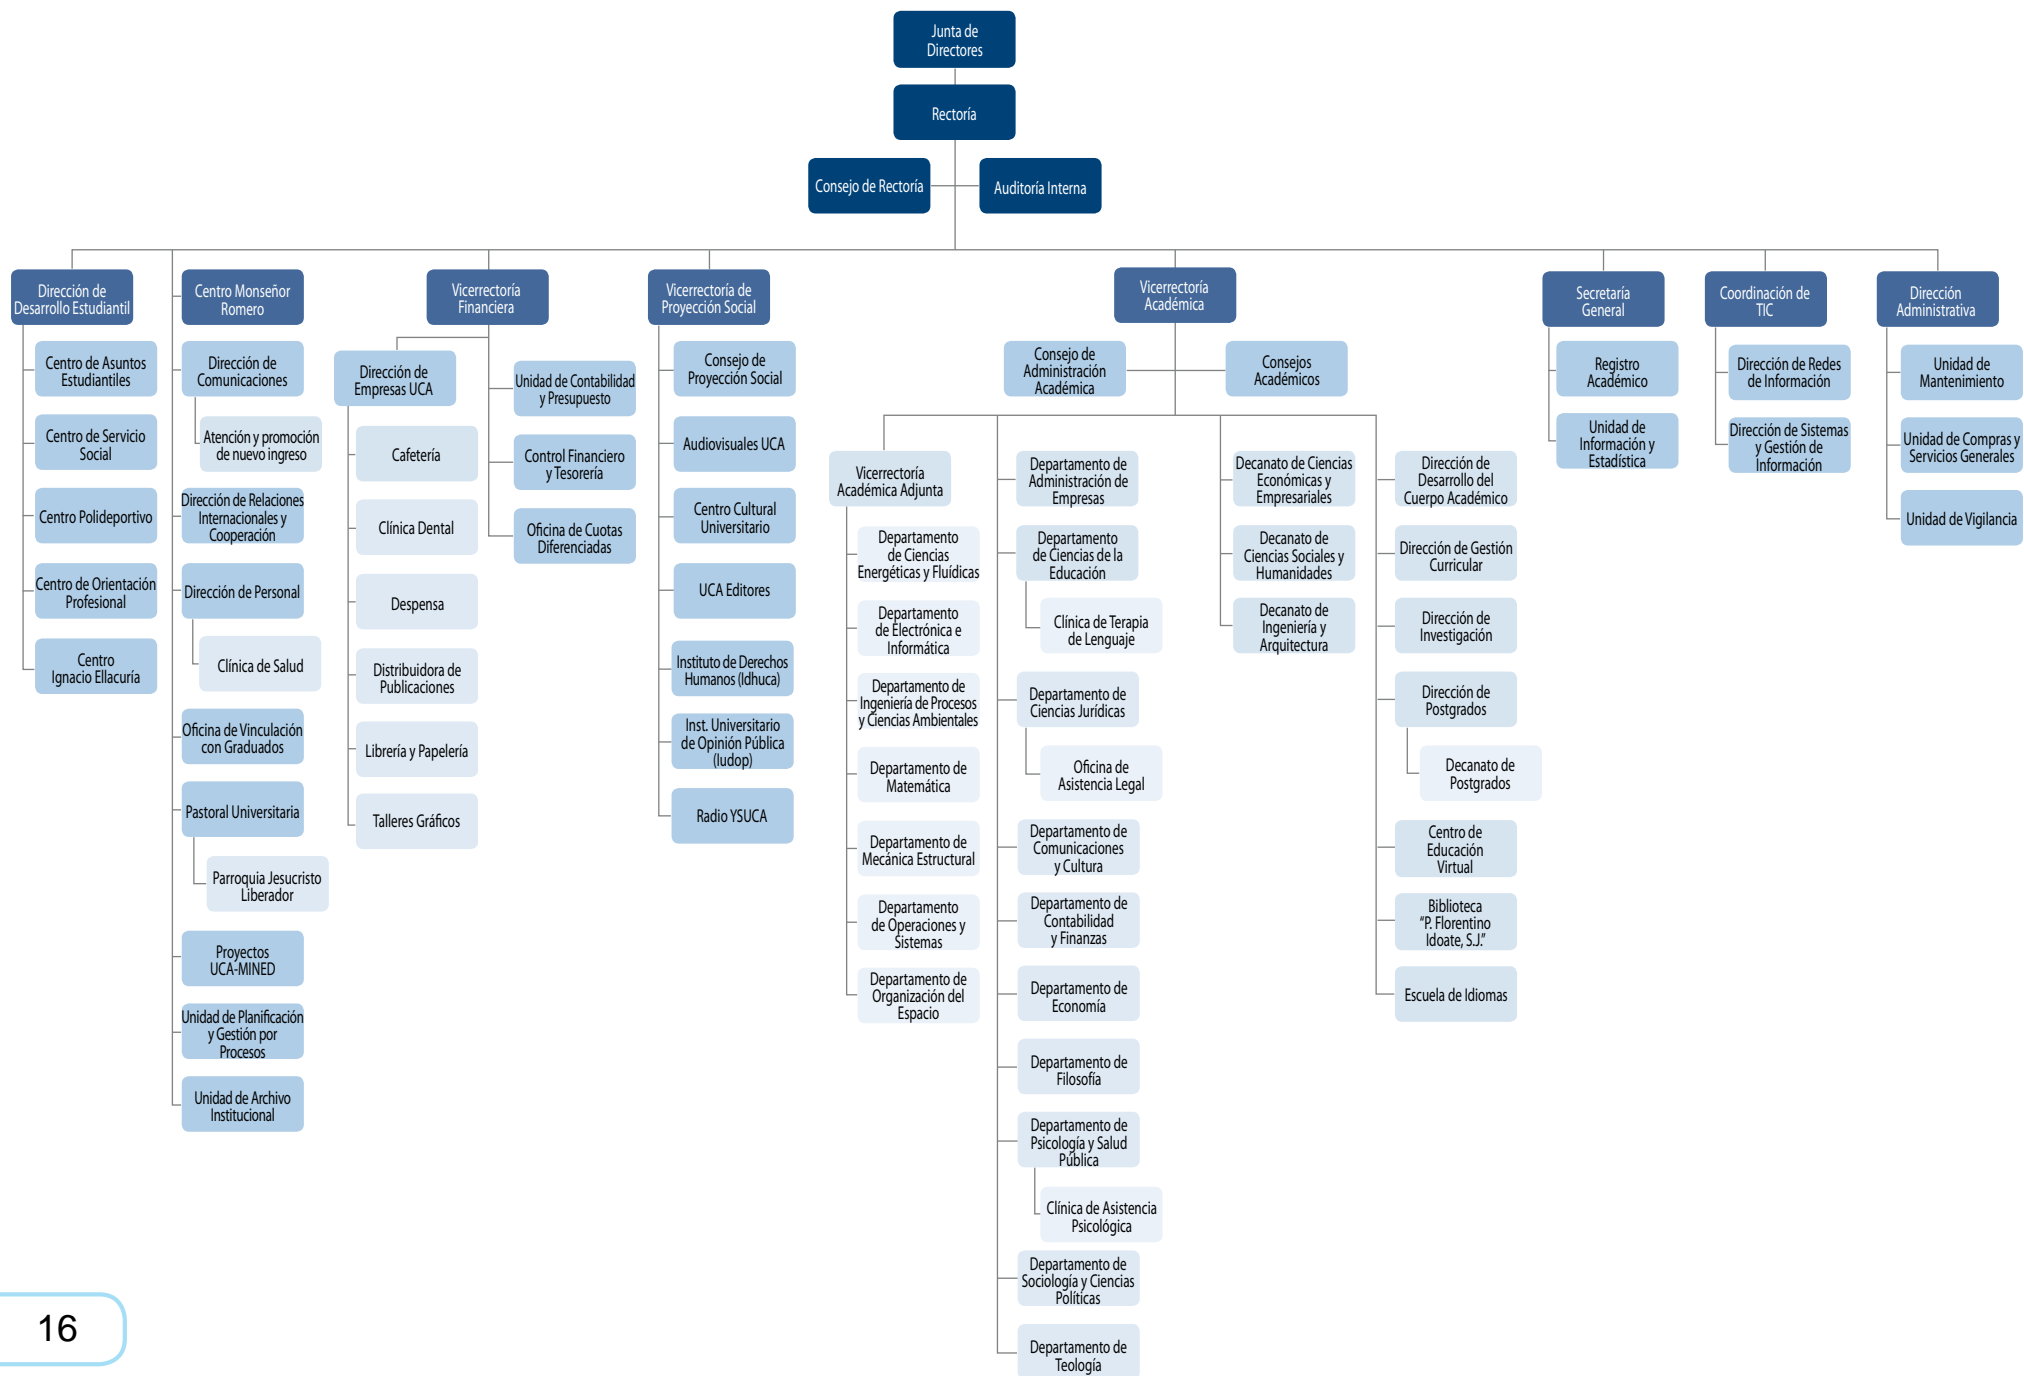 Junta de
Directores
Rectoría
Consejo de Rectoría
Auditoría Interna
Dirección de
Desarrollo Estudiantil
Centro de Asuntos
Estudiantiles
Centro de Servicio
Social
Centro Polideportivo
Centro de Orientación
Profesional
Centro
Ignacio Ellacuría
Centro Monseñor
Romero
Dirección de
Comunicaciones
Atención y promoción
de nuevo ingreso
Dirección de Relaciones
Internacionales y
Cooperación
Dirección de Personal
Clínica de Salud
Oficina de Vinculación
con Graduados
Pastoral Universitaria
Parroquia Jesucristo
Liberador
Proyectos
UCA-MINED
Unidad de Planificación
y Gestión por
Procesos
Unidad de Archivo
Institucional
Vicerrectoría
Financiera
Dirección de
Empresas UCA
Cafetería
Clínica Dental
Despensa
Distribuidora de
Publicaciones
Librería y Papelería
Talleres Gráficos
Unidad de Contabilidad
y Presupuesto
Control Financiero
y Tesorería
Oficina de Cuotas
Diferenciadas
Vicerrectoría de
Proyección Social
Consejo de
Proyección Social
Audiovisuales UCA
Centro Cultural
Universitario
UCA Editores
Instituto de Derechos
Humanos (Idhuca)
Inst. Universitario
de Opinión Pública
(Iudop)
Radio YSUCA
Vicerrectoría
Académica
Consejo de
Administración
Académica
Consejos
Académicos
Vicerrectoría
Académica Adjunta
Departamento
de Ciencias
Energéticas y Fluídicas
Departamento
de Electrónica e
Informática
Departamento de
Ingeniería de Procesos
y Ciencias Ambientales
Departamento de
Matemática
Departamento de
Mecánica Estructural
Departamento
de Operaciones y
Sistemas
Departamento de
Organización del
Espacio
Departamento de
Administración de
Empresas
Departamento
de Ciencias de la
Educación
Clínica de Terapia
de Lenguaje
Departamento de
Ciencias Jurídicas
Oficina de
Asistencia Legal
Departamento de
Comunicaciones
y Cultura
Departamento de
Contabilidad
y Finanzas
Departamento de
Economía
Departamento de
Filosofía
Departamento de
Psicología y Salud
Pública
Clínica de Asistencia
Psicológica
Departamento de
Sociología y Ciencias
Políticas
Departamento de
Teología
Decanato de Ciencias
Económicas y
Empresariales
Decanato de
Ciencias Sociales y
Humanidades
Decanato de
Ingeniería y
Arquitectura
Dirección de
Desarrollo del
Cuerpo Académico
Dirección de Gestión
Curricular
Dirección de
Investigación
Dirección de
Postgrados
Decanato de
Postgrados
Centro de
Educación
Virtual
Biblioteca
“P. Florentino
Idoate, S.J.”
Escuela de Idiomas
Secretaría
General
Registro
Académico
Unidad de
Información y
Estadística
Coordinación de
TIC
Dirección de Redes
de Información
Dirección de Sistemas
y Gestión de
Información
Dirección
Administrativa
Unidad de
Mantenimiento
Unidad de Compras y
Servicios Generales
Unidad de Vigilancia
16